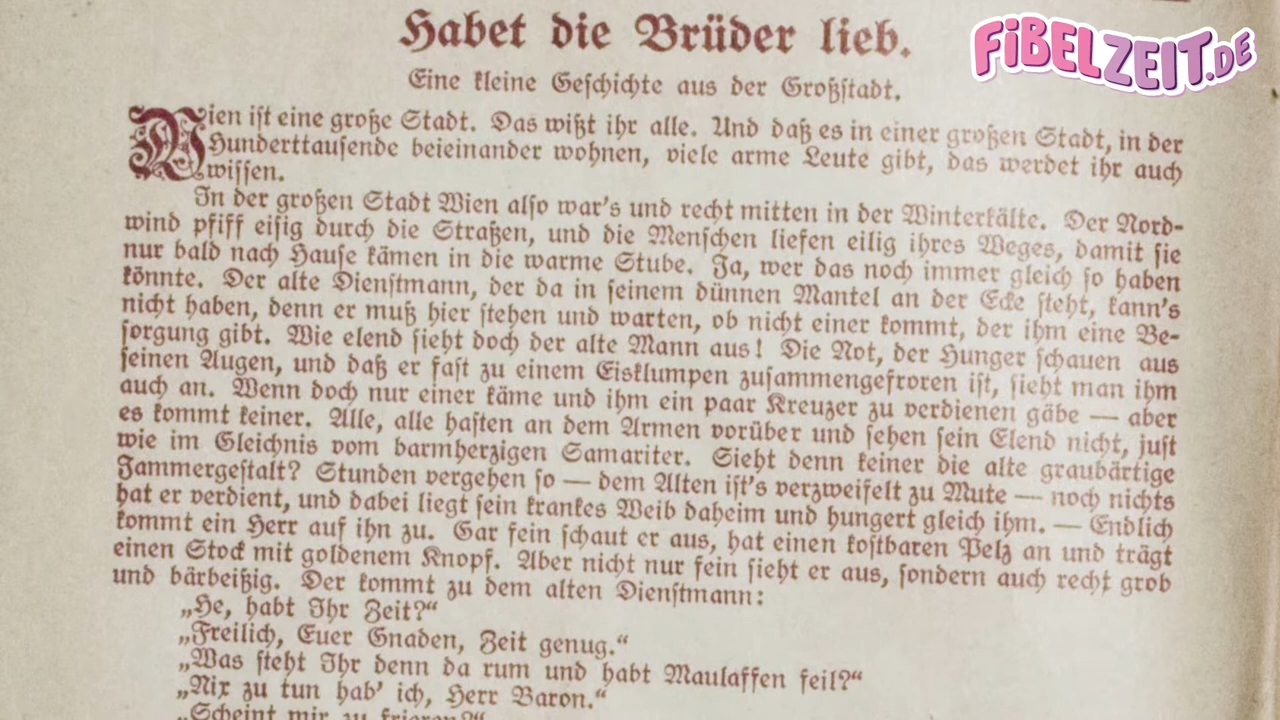 Habet die Brüder lieb.
FiBELZEIT.DE
Eine kleine Geschichte aus der Großstadt.
Wien ist eine große Stadt. Das wißt ihr alle. Und daß es in einer großen Stadt, in der
Hunderttausende beieinander wohnen, viele arme Leute gibt, das werdet ihr auch
wissen.
In der großen Stadt Wien also war's und recht mitten in der Winterkälte. Der Nord-
wind pfiff eisig durch die Straßen, und die Menschen liefen eilig ihres Weges, damit sie
nur bald nach Hause kämen in die warme Stube. Ja, wer das noch immer gleich so haben
könnte. Der alte Dienstmann, der da in seinem dünnen Mantel an der Ecke steht, kann's
nicht haben, denn er muß hier stehen und warten, ob nicht einer kommt, der ihm eine Be-
sorgung gibt. Wie elend sieht doch der alte Mann aus! Die Not, der Hunger schauen aus
seinen Augen, und daß er fast zu einem Eisklumpen zusammengefroren ist, sieht man ihm
auch an. Wenn doch nur einer käme und ihm ein paar Kreuzer zu verdienen gäbe — aber
es kommt keiner. Alle, alle hasten an dem Armen vorüber und sehen sein Elend nicht, just
wie im Gleichnis vom barmherzigen Samariter. Sieht denn keiner die alte graubärtige
Jammergestalt? Stunden vergehen so — dem Alten ist's verzweifelt zu Mute — noch nichts
hat er verdient, und dabei liegt sein krankes Weib daheim und hungert gleich ihm. — Endlich
kommt ein Herr auf ihn zu. Gar fein schaut er aus, hat einen kostbaren Pelz an und trägt
einen Stock mit goldenem Knopf. Aber nicht nur fein sieht er aus, sondern auch recht grob
und bärbeißig. Der kommt zu dem alten Dienstmann:
„He, habt Ihr Zeit?“
„Freilich, Euer Gnaden, Zeit genug.“
„Was steht Ihr denn da rum und habt Maulaffen feil?“
„Nix zu tun hab' ich, Herr Baron.“
„Scheint mir zu frieren?“